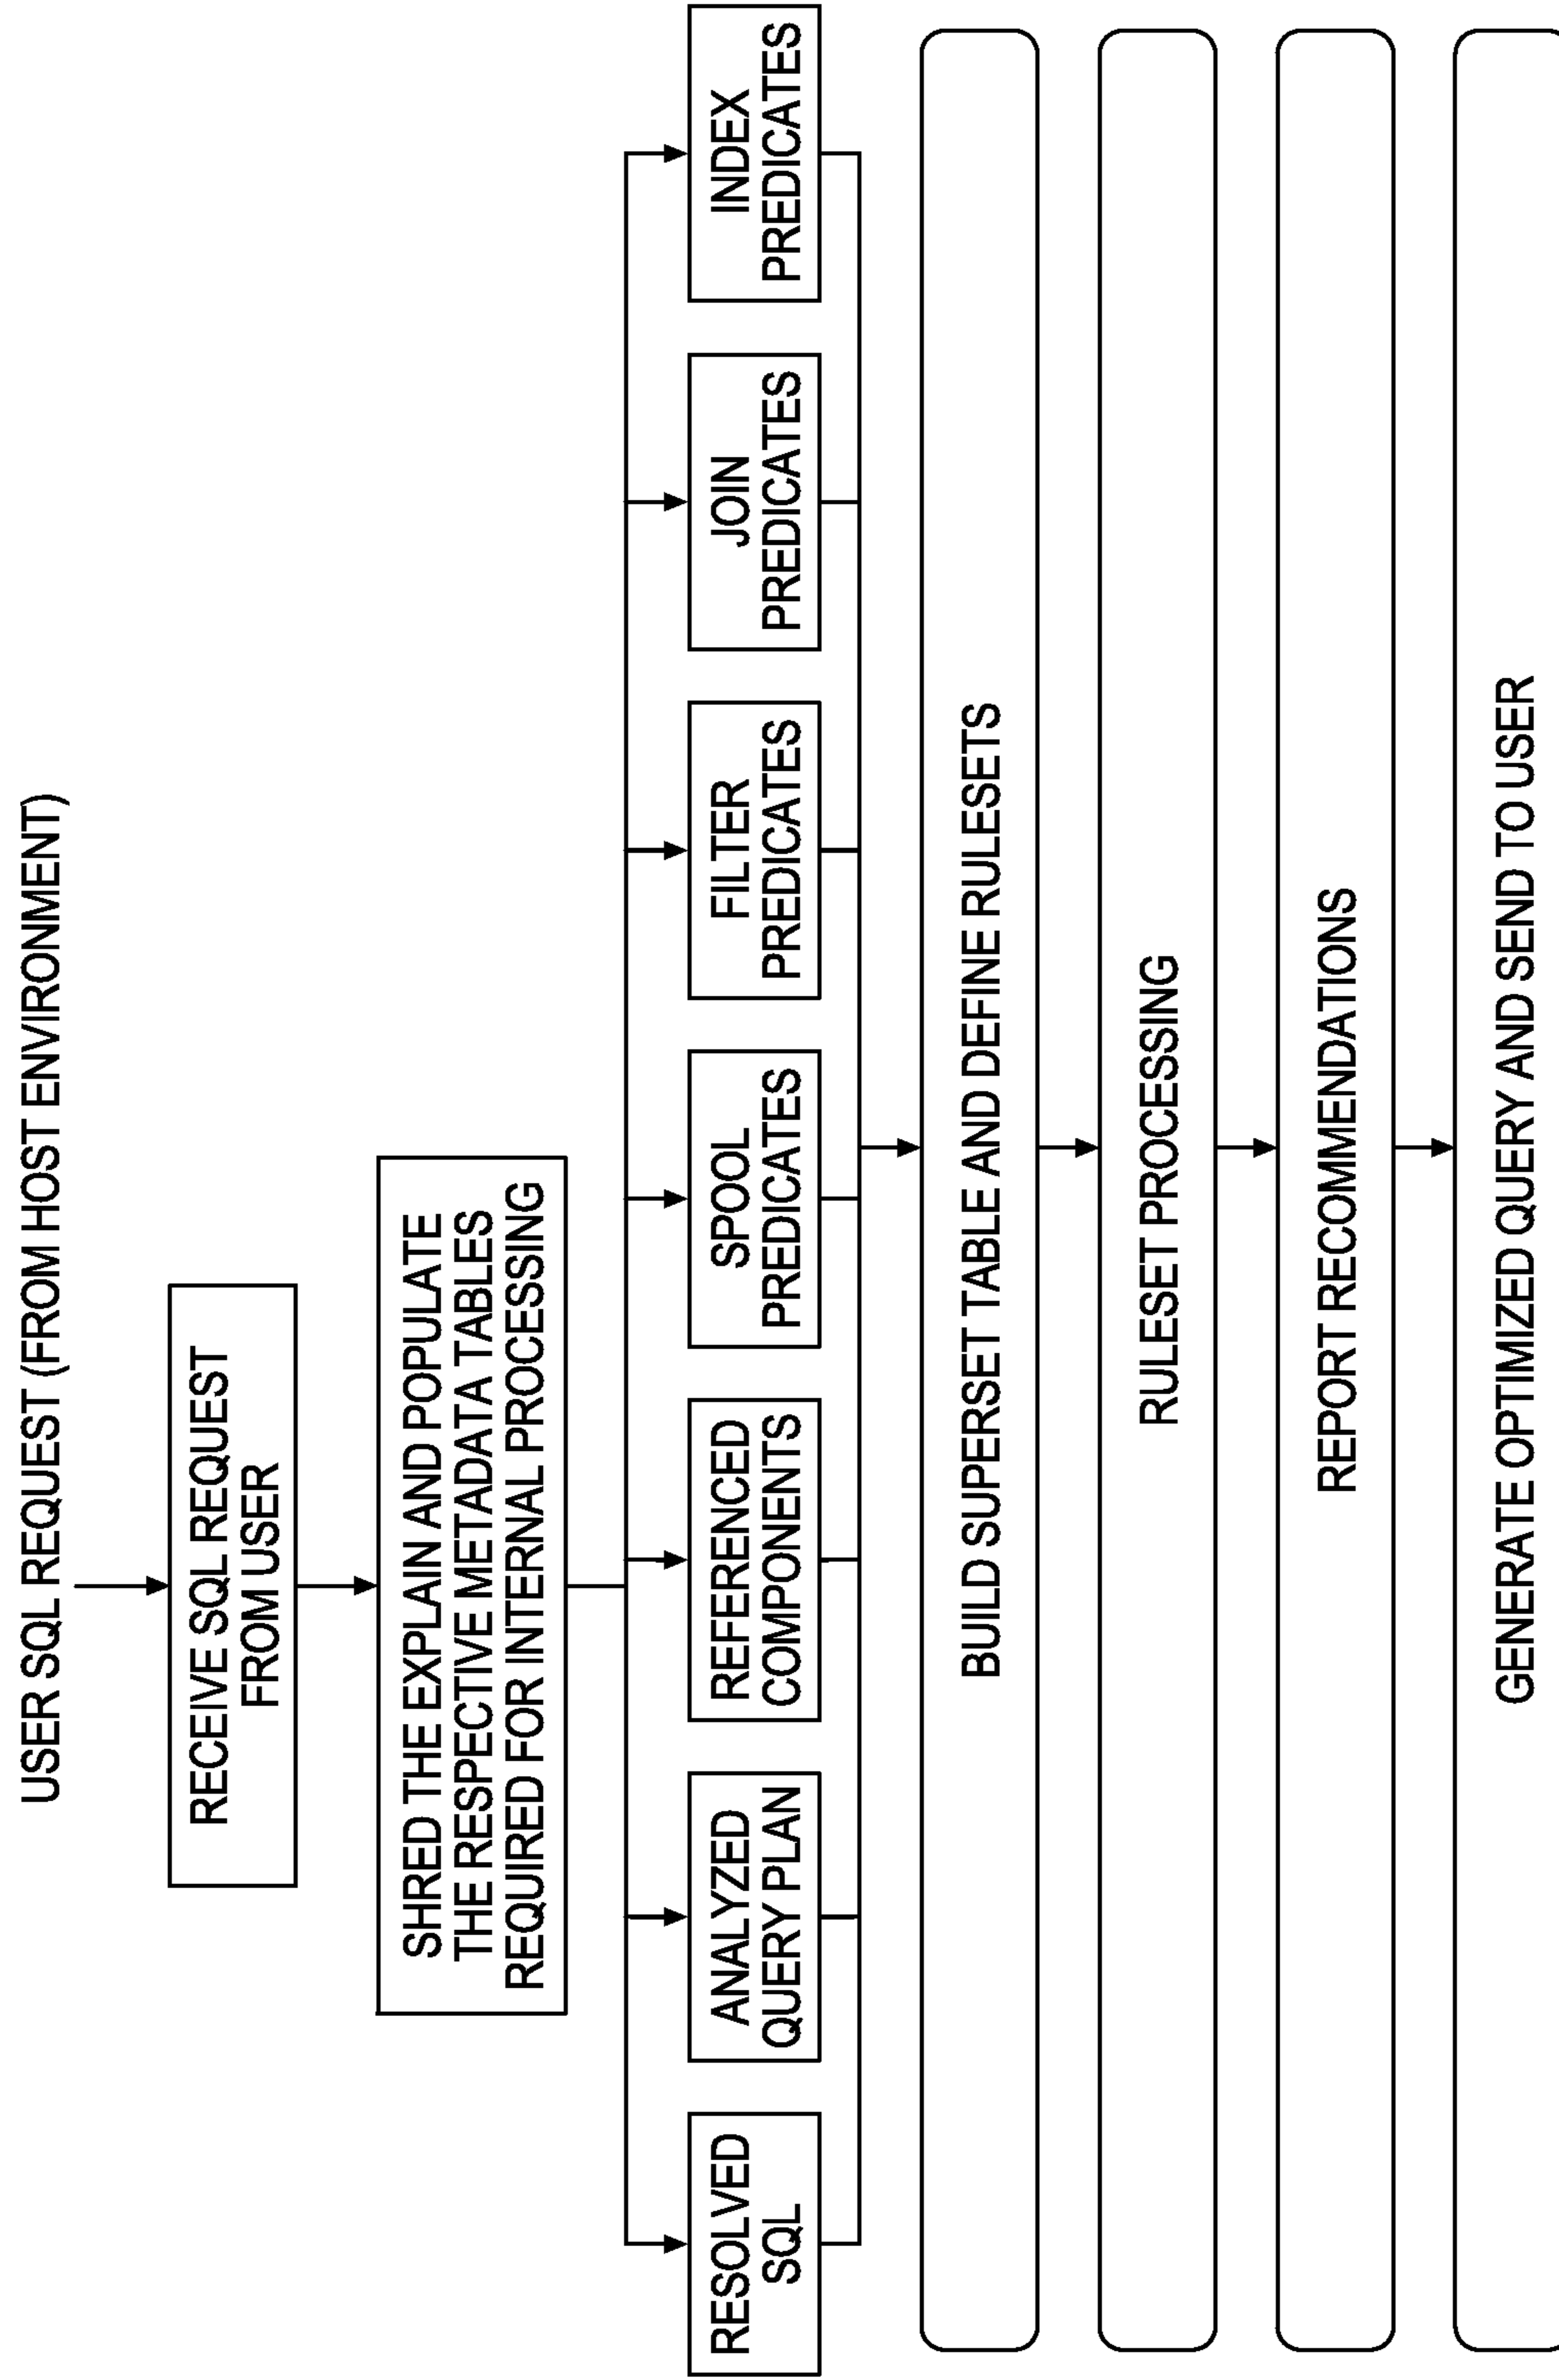 USER SQL REQUEST (FROM HOST ENVIRONMENT)
RECEIVE SQL REQUEST
FROM USER
SHRED THE EXPLAIN AND POPULATE
THE RESPECTIVE METADATA TABLES
REQUIRED FOR INTERNAL PROCESSING
RESOLVED
SQL
ANALYZED
QUERY PLAN
REFERENCED
COMPONENTS
SPOOL
PREDICATES
FILTER
PREDICATES
JOIN
PREDICATES
INDEX
PREDICATES
BUILD SUPERSET TABLE AND DEFINE RULESETS
RULESET PROCESSING
REPORT RECOMMENDATIONS
GENERATE OPTIMIZED QUERY AND SEND TO USER